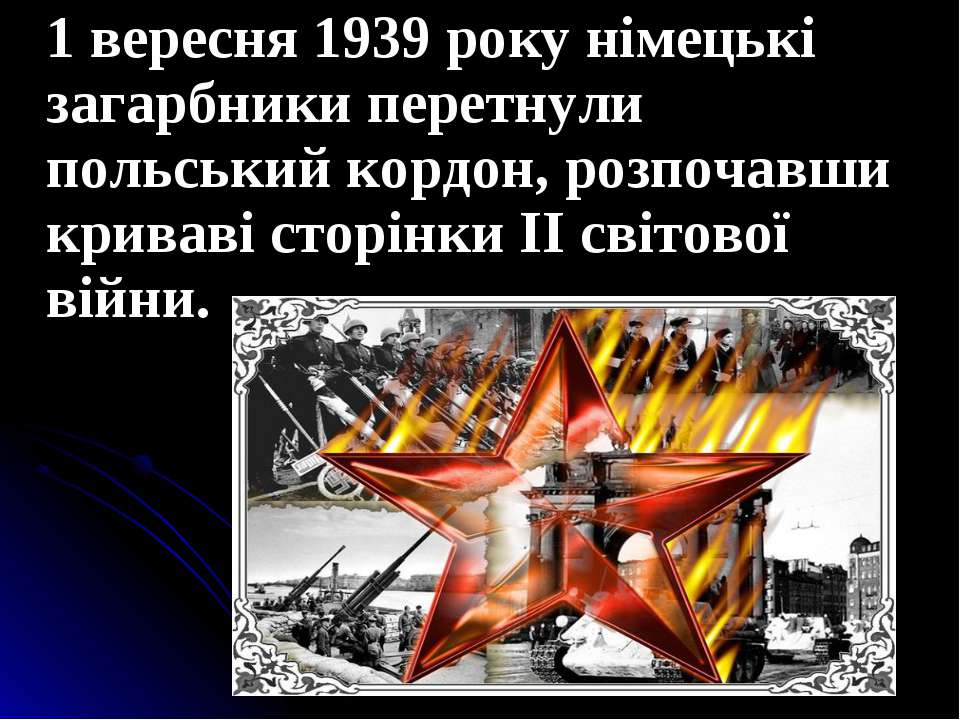 1 вересня 1939 року німецькі
загарбники перетнули
польський кордон, розпочавши
криваві сторінки ІІ світової
війни.